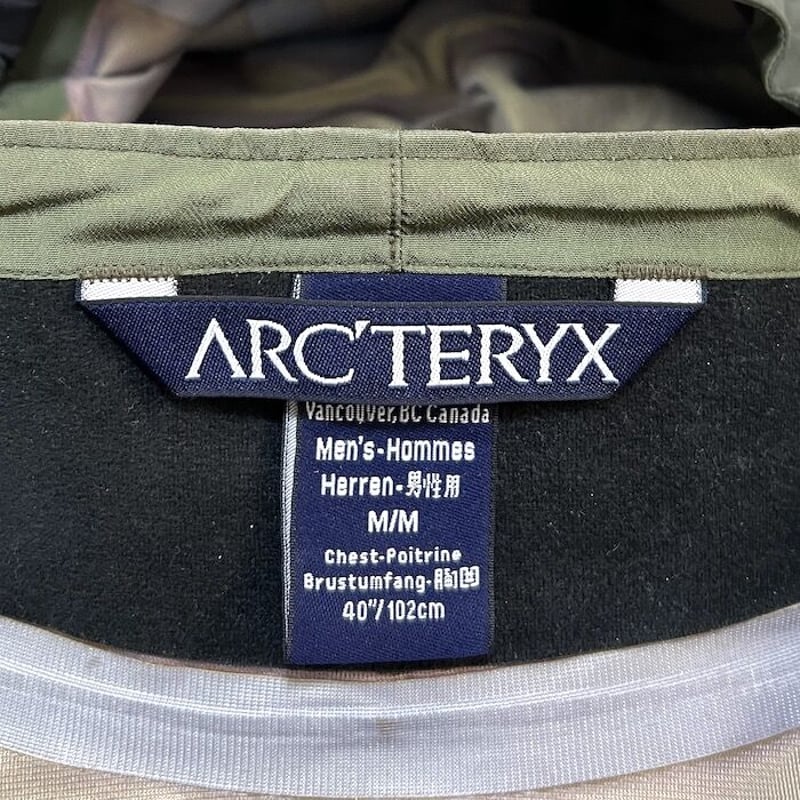 ARC'TERYX
Vancouver, BC Canada
Men's-Hommes
Herren-男性用
M/M
Chest-Poitrine
Brustumfang-胸囲
40"/102cm